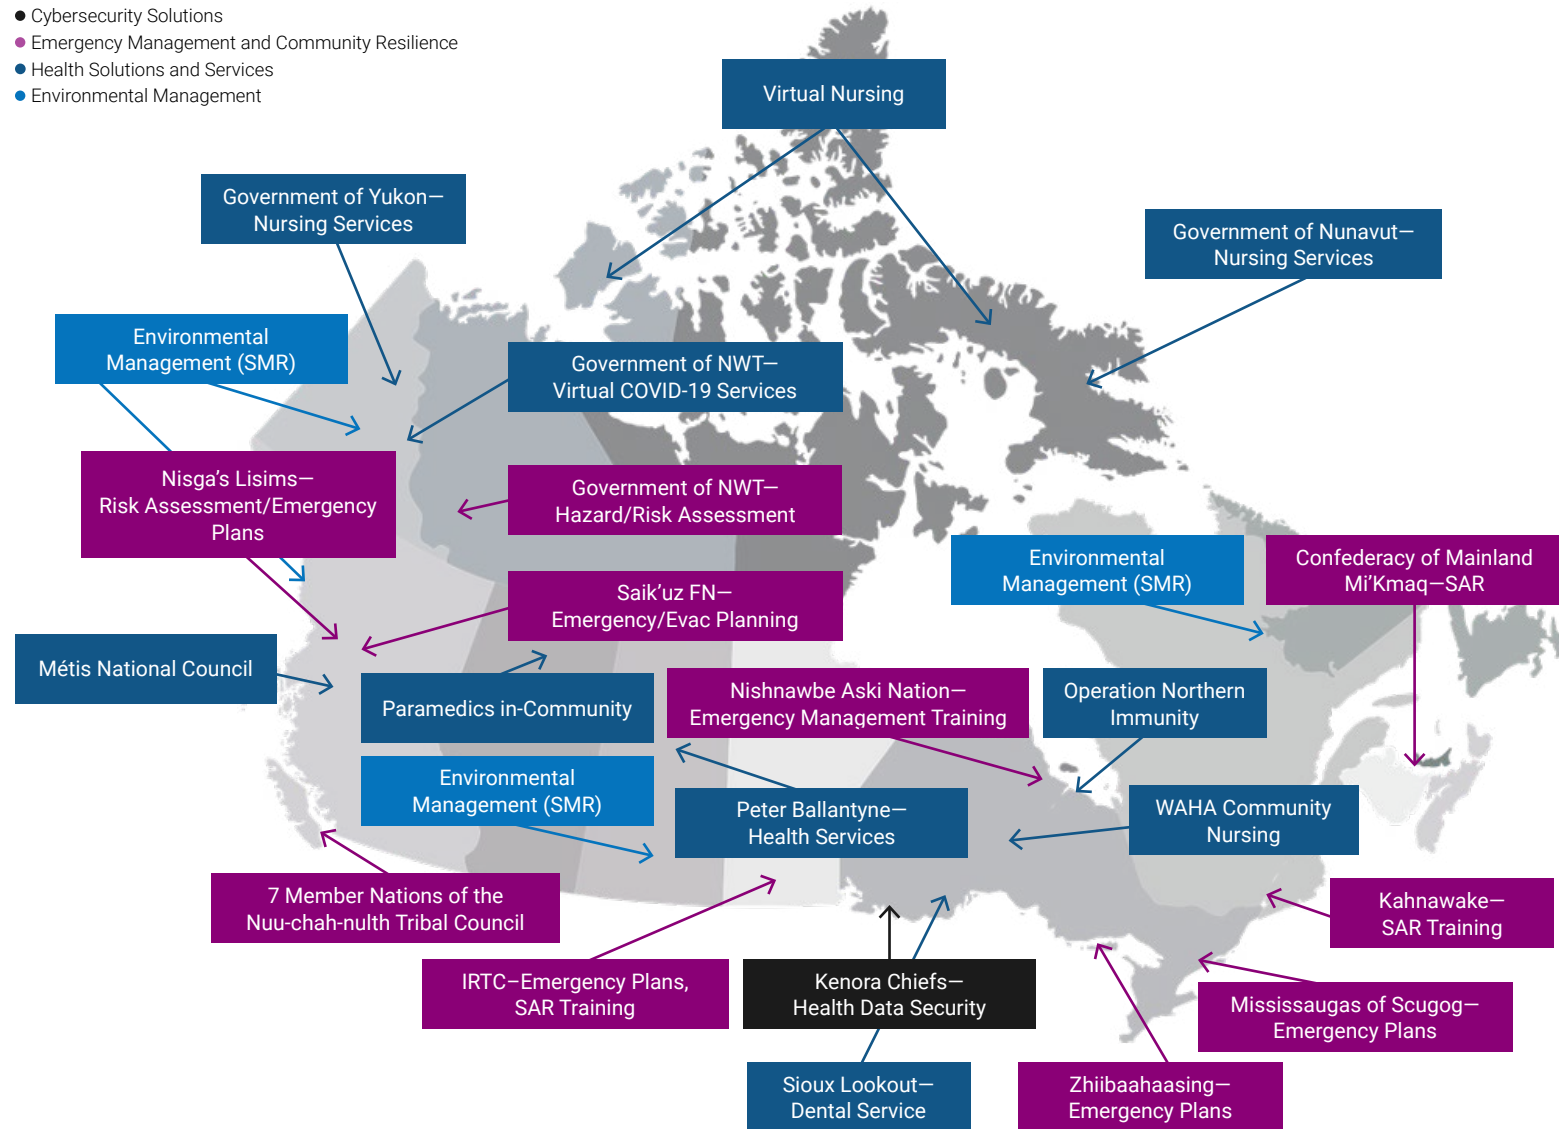 Cybersecurity Solutions
Emergency Management and Community Resilience
Health Solutions and Services
Environmental Management
Virtual Nursing
Government of Yukon—
Nursing Services
Government of Nunavut—
Nursing Services
Environmental
Management (SMR)
Government of NWT—
Virtual COVID-19 Services
Nisga's Lisims—
Risk Assessment/Emergency
Plans
Government of NWT—
Hazard/Risk Assessment
Environmental
Management (SMR)
Confederacy of Mainland
Mi'Kmaq—SAR
Saik'uz FN—
Emergency/Evac Planning
Métis National Council
Paramedics in-Community
Nishnawbe Aski Nation—
Emergency Management Training
Operation Northern
Immunity
Environmental
Management (SMR)
Peter Ballantyne—
Health Services
WAHA Community
Nursing
7 Member Nations of the
Nuu-chah-nulth Tribal Council
Kahnawake—
SAR Training
IRTC–Emergency Plans,
SAR Training
Kenora Chiefs—
Health Data Security
Mississaugas of Scugog—
Emergency Plans
Sioux Lookout—
Dental Service
Zhiibaahaasing—
Emergency Plans